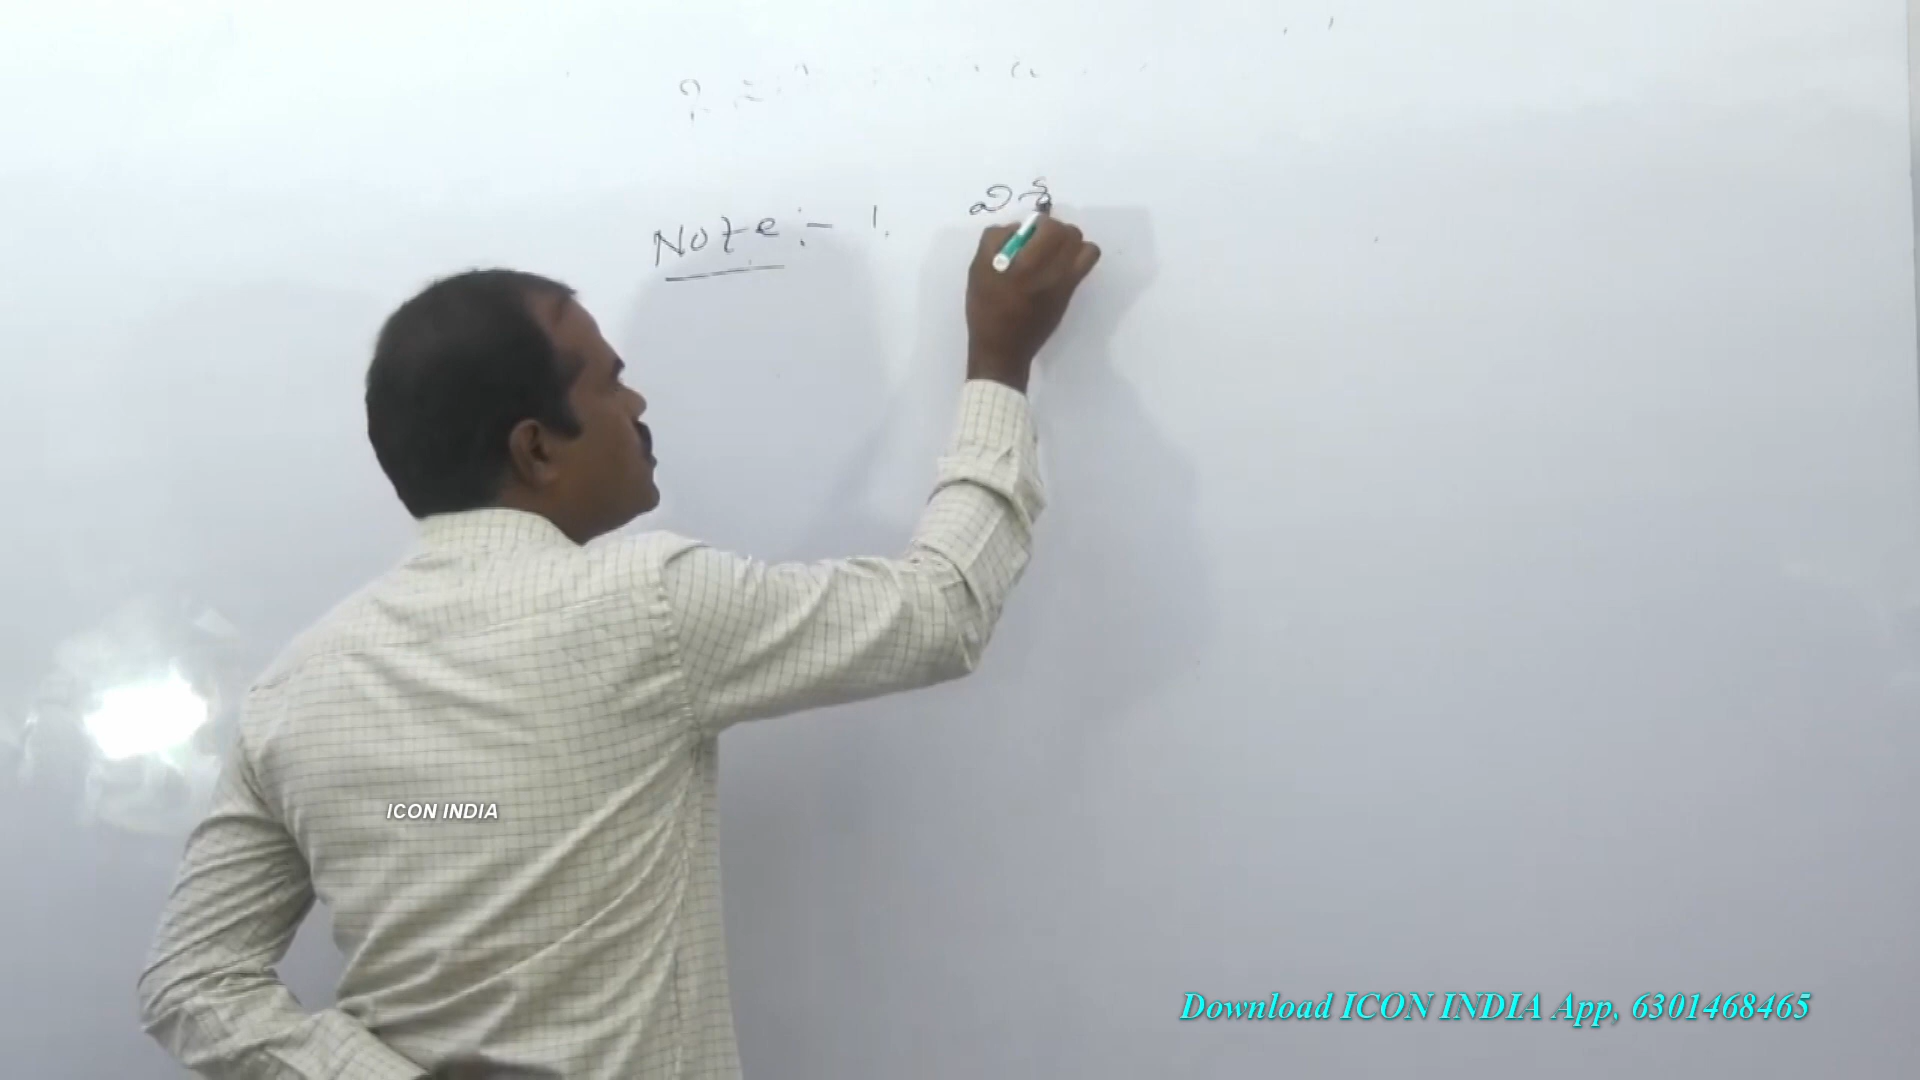 Note :- 1. వి
ICON INDIA
Download ICON INDIA App, 6301468465